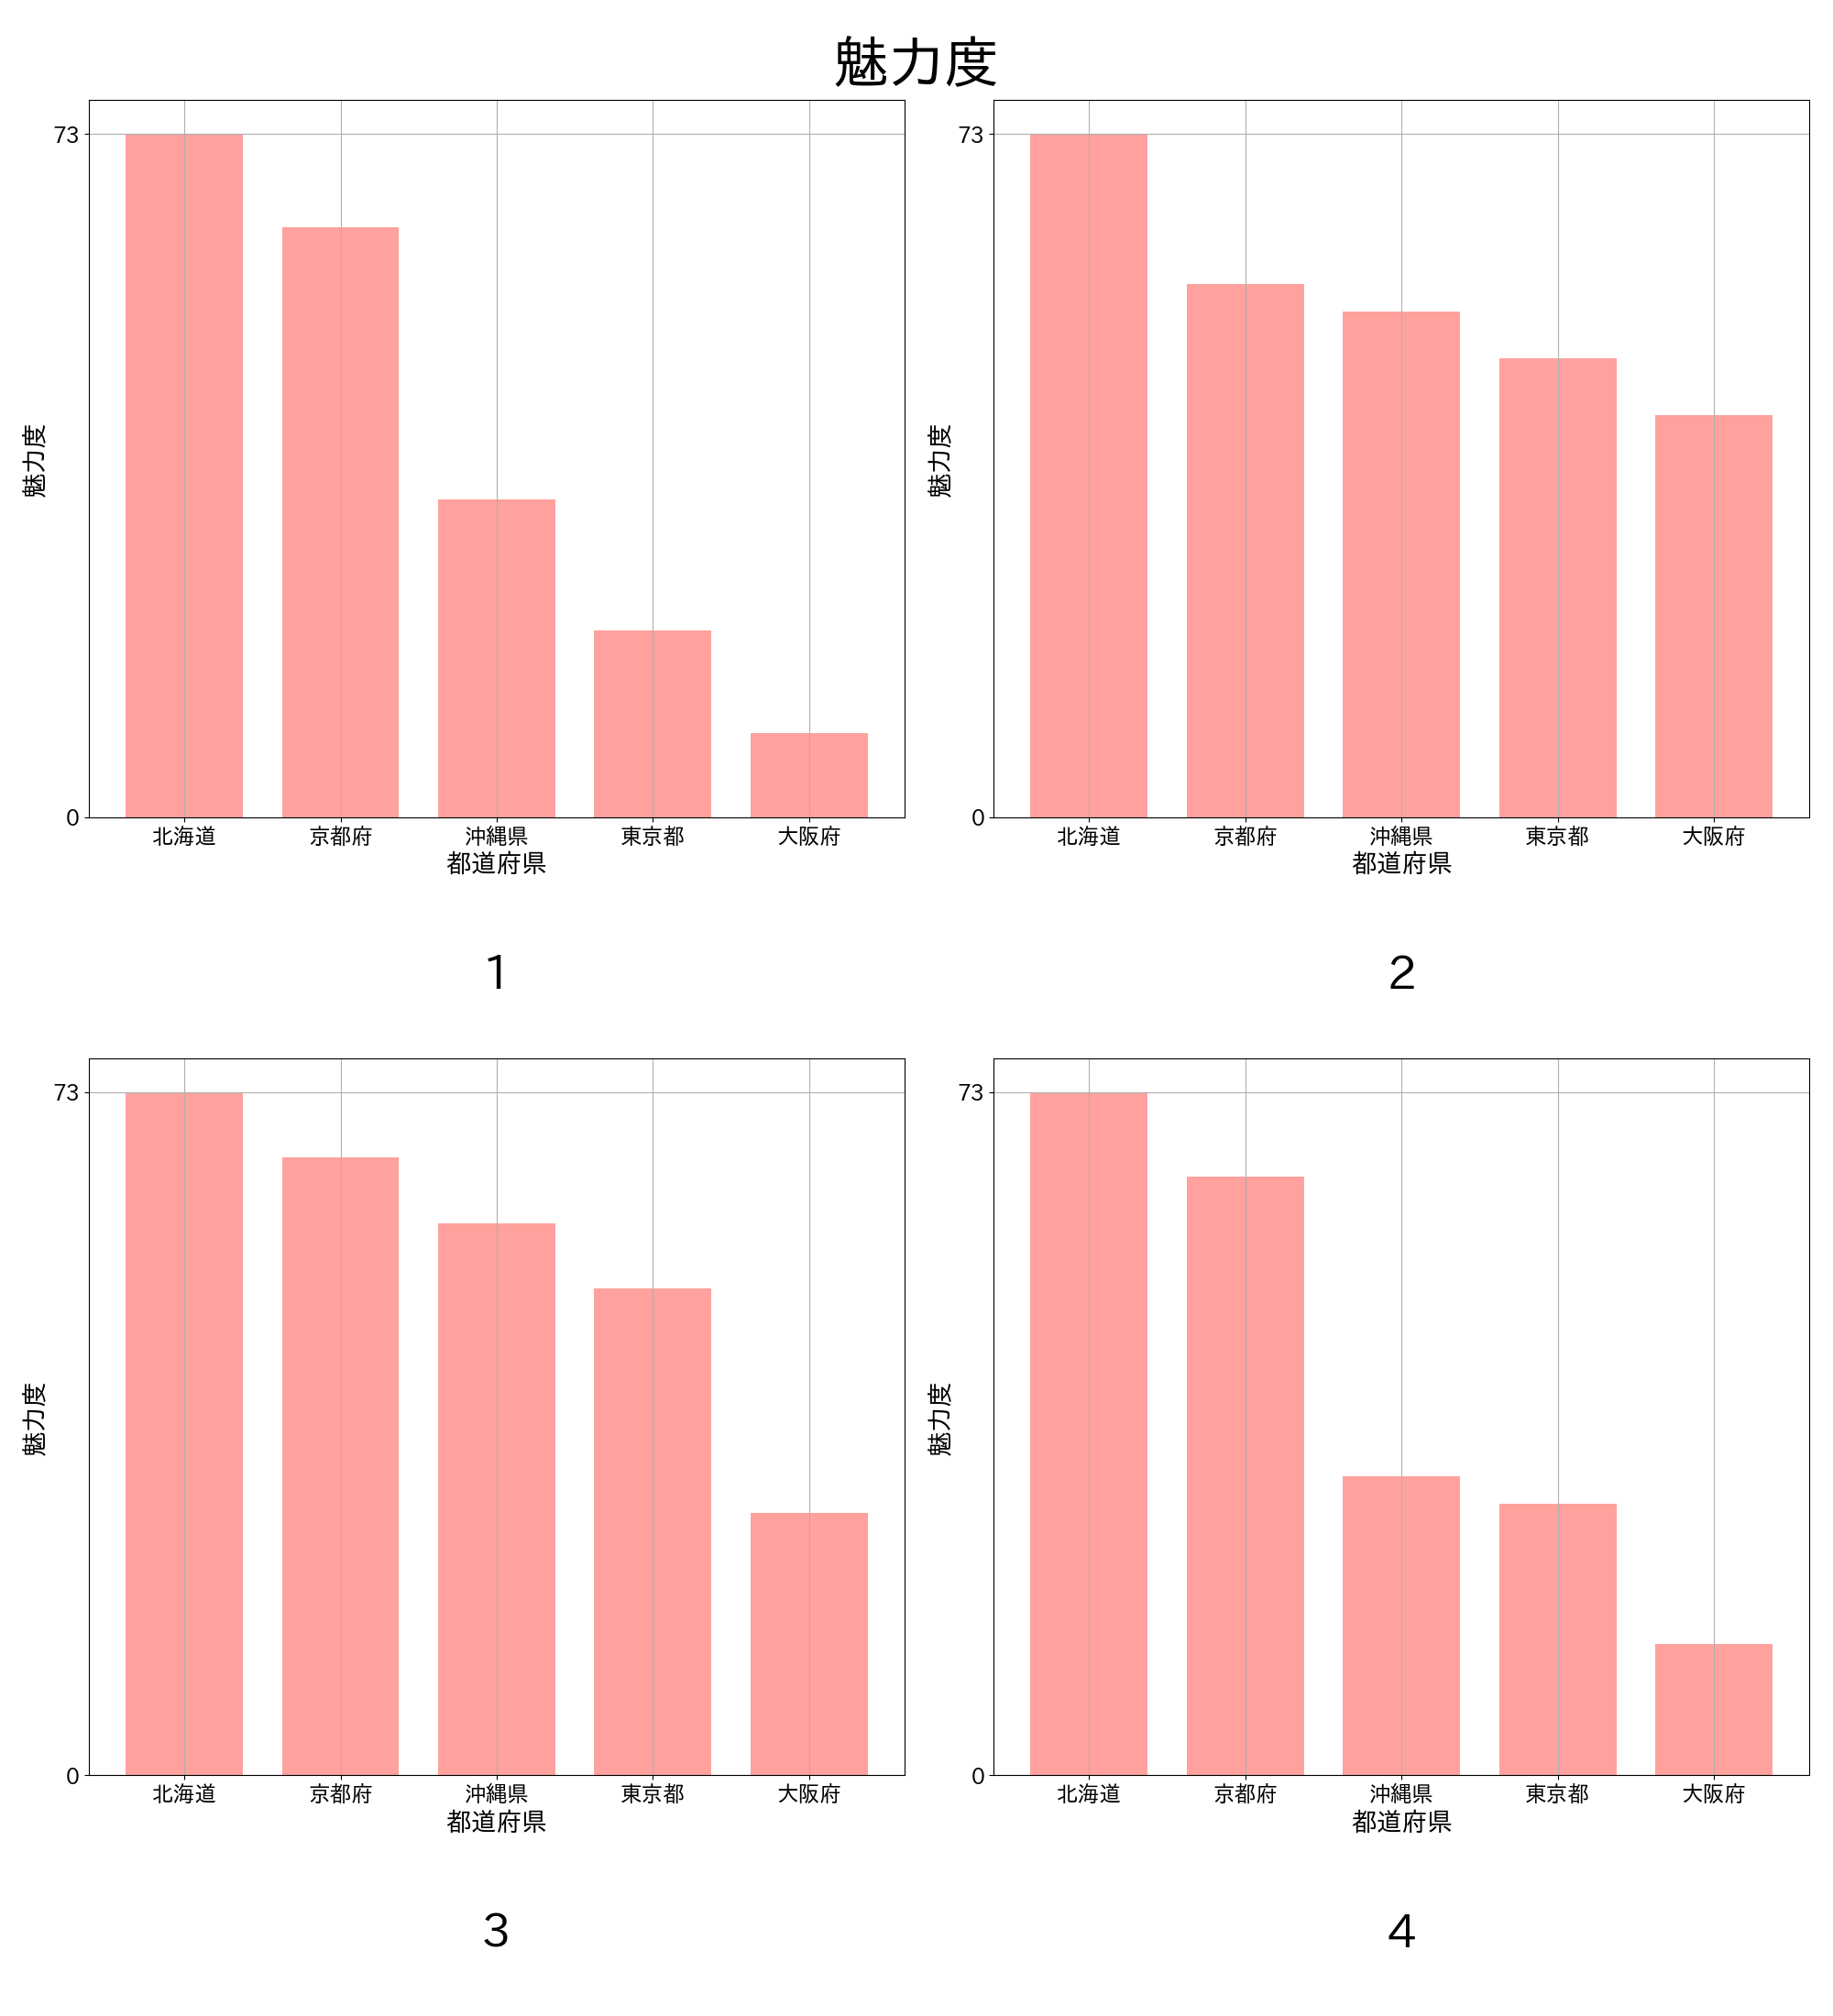 魅力度
73
0
魅力度
北海道 京都府 沖縄県 東京都 大阪府
都道府県
1
73
0
魅力度
北海道 京都府 沖縄県 東京都 大阪府
都道府県
2
73
0
魅力度
北海道 京都府 沖縄県 東京都 大阪府
都道府県
3
73
0
魅力度
北海道 京都府 沖縄県 東京都 大阪府
都道府県
4